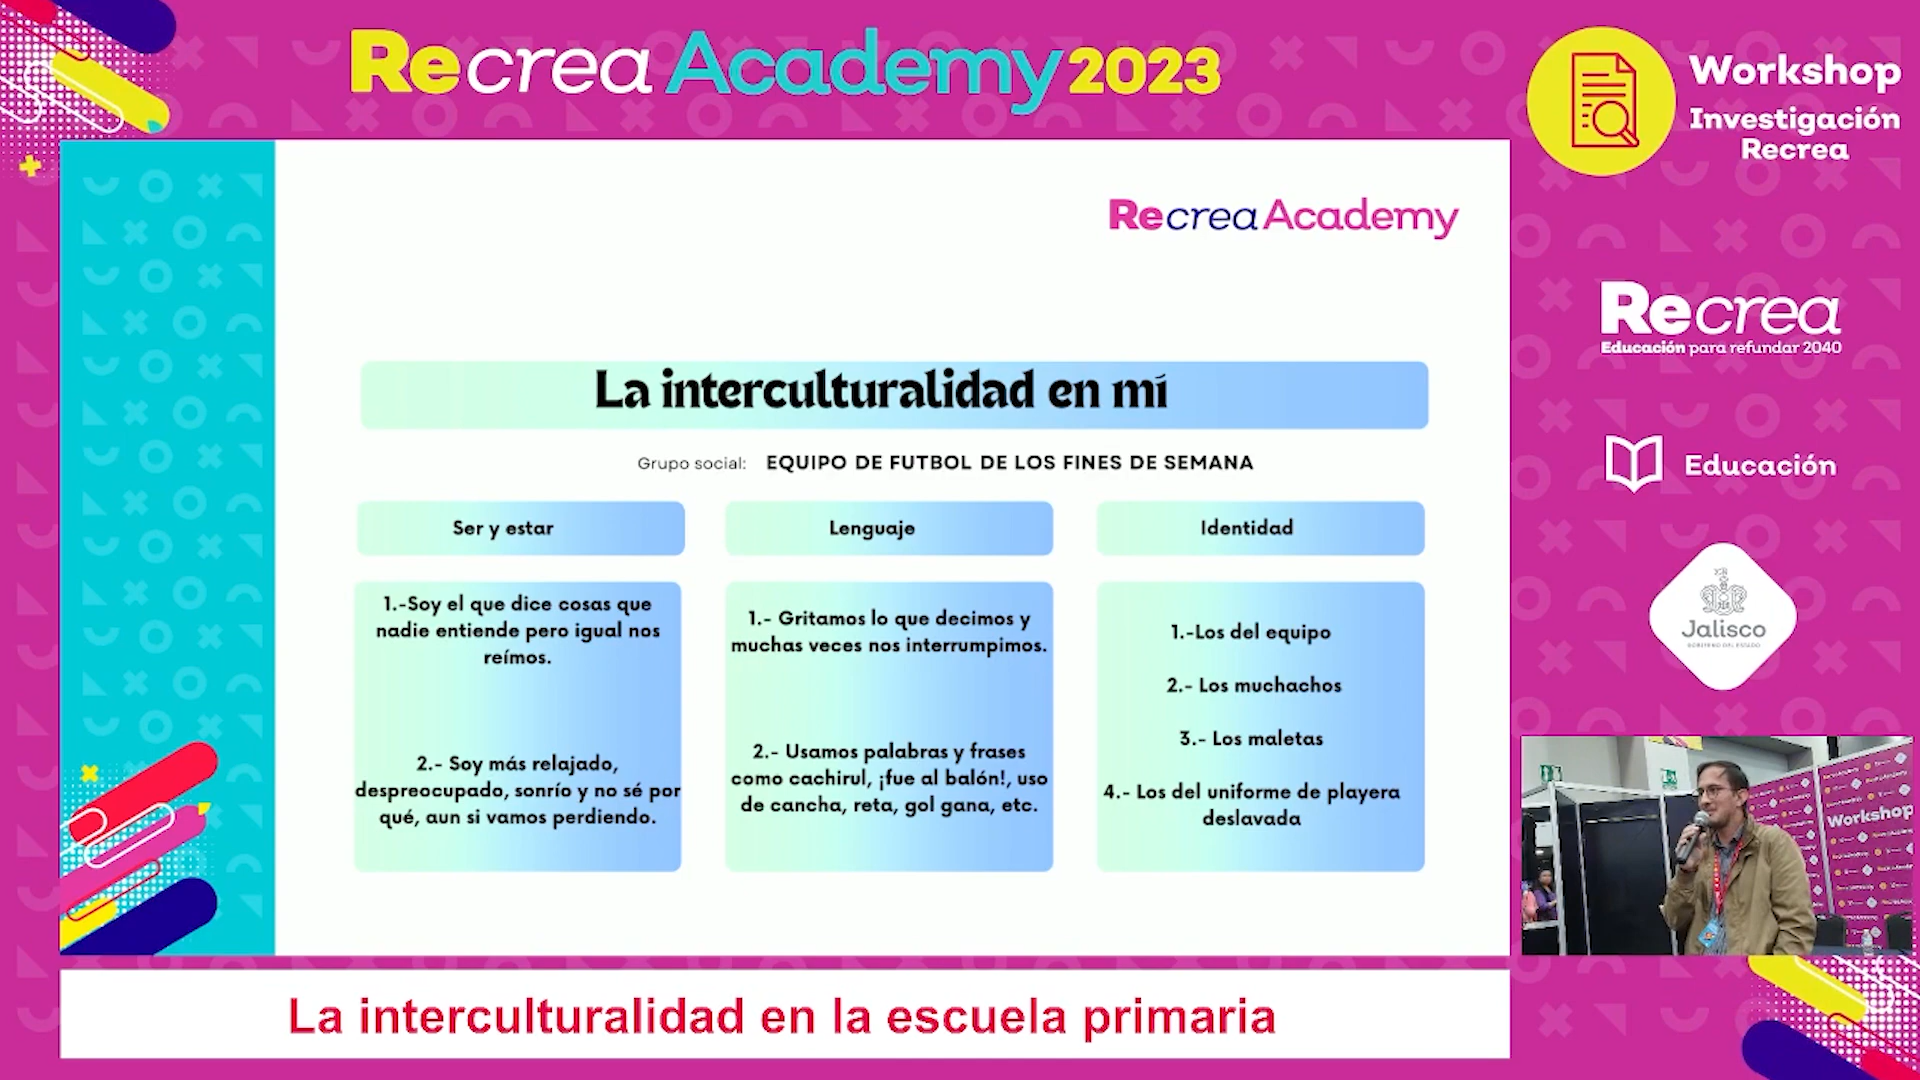 Recrea Academy 2023
Workshop
Investigación
Recrea
Recrea Academy
La interculturalidad en mí
Grupo social: EQUIPO DE FUTBOL DE LOS FINES DE SEMANA
Ser y estar
1.-Soy el que dice cosas que
nadie entiende pero igual nos
reímos.
2.- Soy más relajado,
despreocupado, sonrío y no sé por
qué, aun si vamos perdiendo.
Lenguaje
1.- Gritamos lo que decimos y
muchas veces nos interrumpimos.
2.- Usamos palabras y frases
como cachirul, ¡fue al balón!, uso
de cancha, reta, gol gana, etc.
Identidad
1.-Los del equipo
2.- Los muchachos
3.- Los maletas
4.- Los del uniforme de playera
deslavada
Recrea
Educación para refundar 2040
Educación
Jalisco
GOBIERNO DEL ESTADO
Workshop
La interculturalidad en la escuela primaria